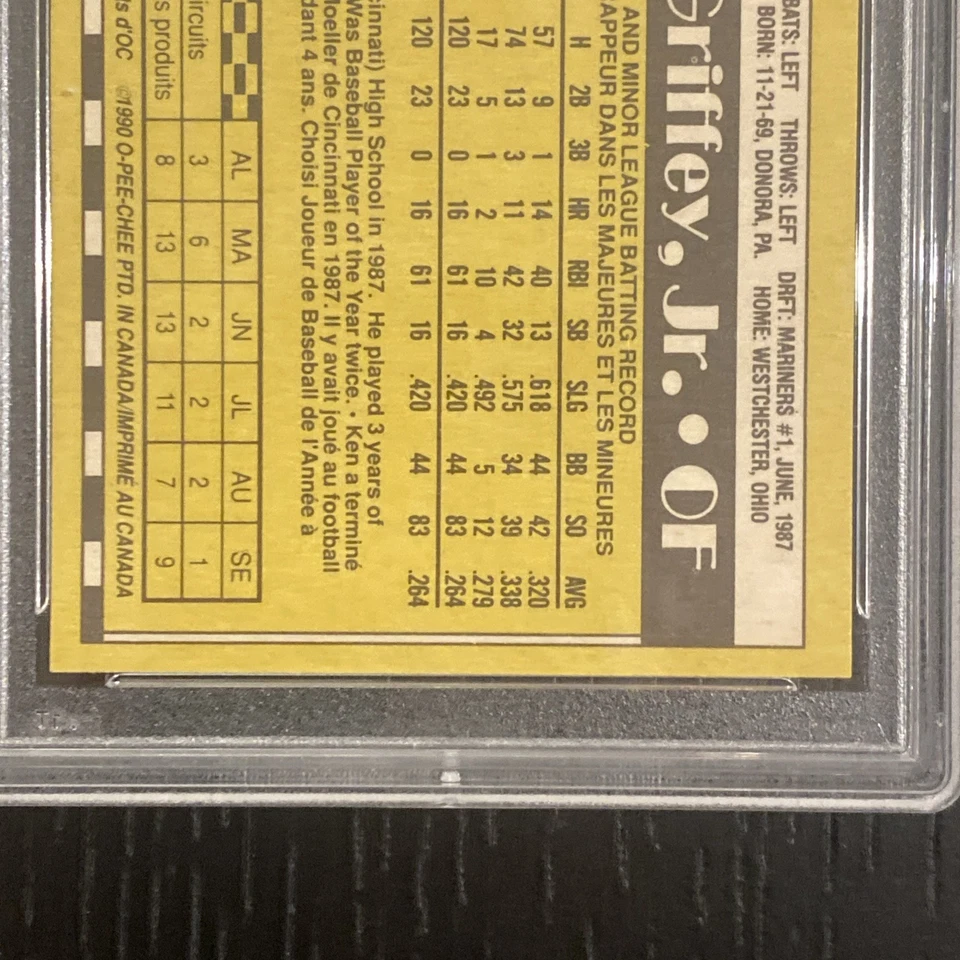 BATS: LEFT THROWS: LEFT DRFT: MARINERS #1, JUNE, 1987
BORN: 11-21-69, DONORA, PA. HOME: WESTCHESTER, OHIO
Griffey, Jr. • OF
AND MINOR LEAGUE BATTING RECORD
APPEUR DANS LES MAJEURES ET LES MINEURES
H 2B 3B HR RBI SB SLG BB SO AVG
57 9 1 14 40 13 .618 44 42 .320
74 13 3 11 42 32 .575 34 39 .338
17 5 1 2 10 4 .492 5 12 .279
120 23 0 16 61 16 .420 44 83 .264
120 23 0 16 61 16 .420 44 83 .264
cinnati) High School in 1987. He played 3 years of
Was Baseball Player of the Year twice. • Ken a terminé
oeller de Cincinnati en 1987. Il y avait joué au football
dant 4 ans. Choisi Joueur de Baseball de l'Année à
AL MA JN JL AU SE
ircuits 3 6 2 2 2 1
s produits 8 13 13 11 7 9
ls d'OC ©1990 O-PEE-CHEE PTD. IN CANADA/IMPRIMÉ AU CANADA